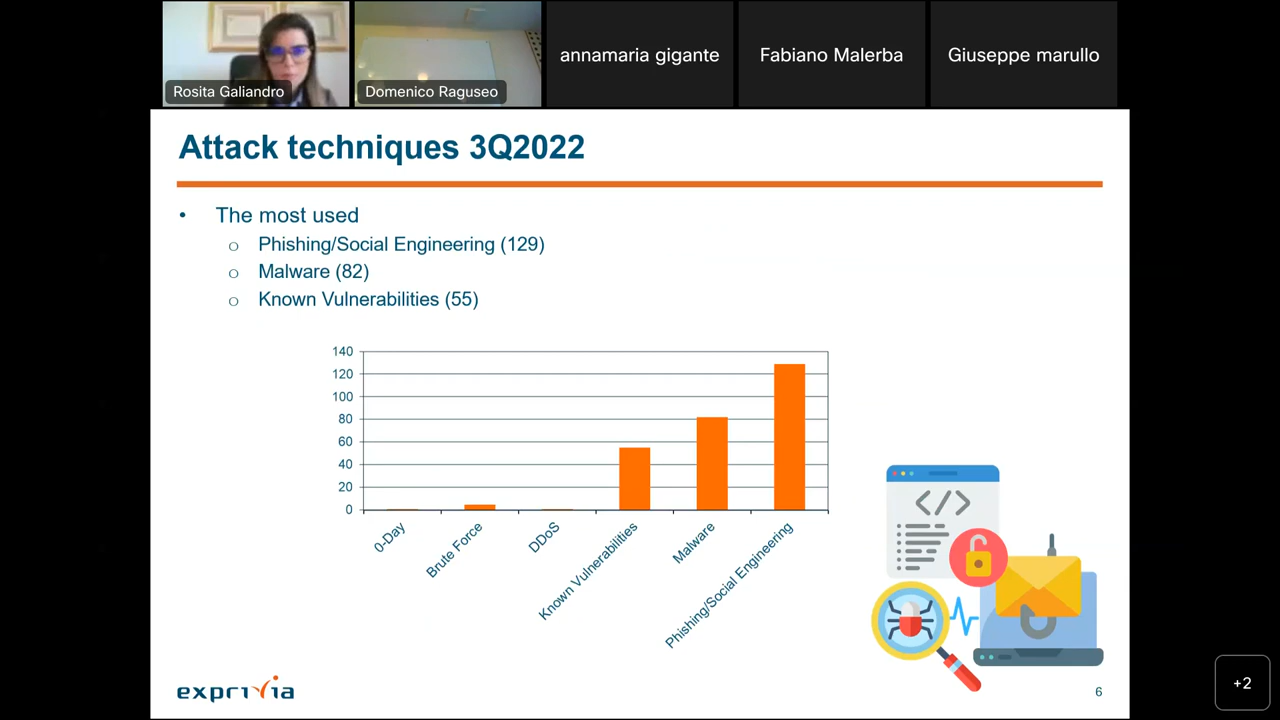 Rosita Galiandro
Domenico Raguseo
annamaria gigante
Fabiano Malerba
Giuseppe marullo
Attack techniques 3Q2022
• The most used
o Phishing/Social Engineering (129)
o Malware (82)
o Known Vulnerabilities (55)
140
120
100
80
60
40
20
0
0-Day
Brute Force
DDoS
Known Vulnerabilities
Malware
Phishing/Social Engineering
</>
exprivia
6
+2